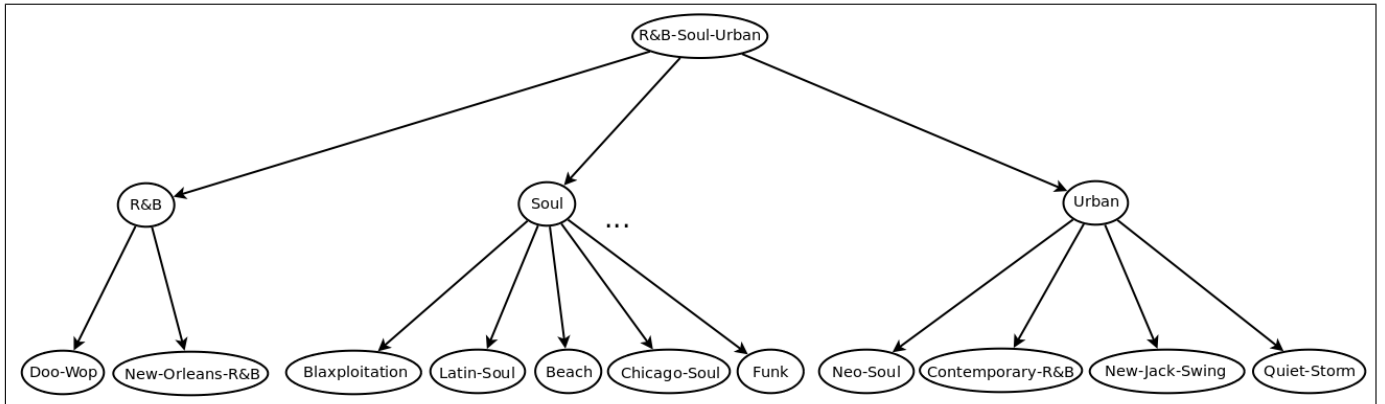 R&B-Soul-Urban
R&B
Soul
...
Urban
Doo-Wop
New-Orleans-R&B
Blaxploitation
Latin-Soul
Beach
Chicago-Soul
Funk
Neo-Soul
Contemporary-R&B
New-Jack-Swing
Quiet-Storm